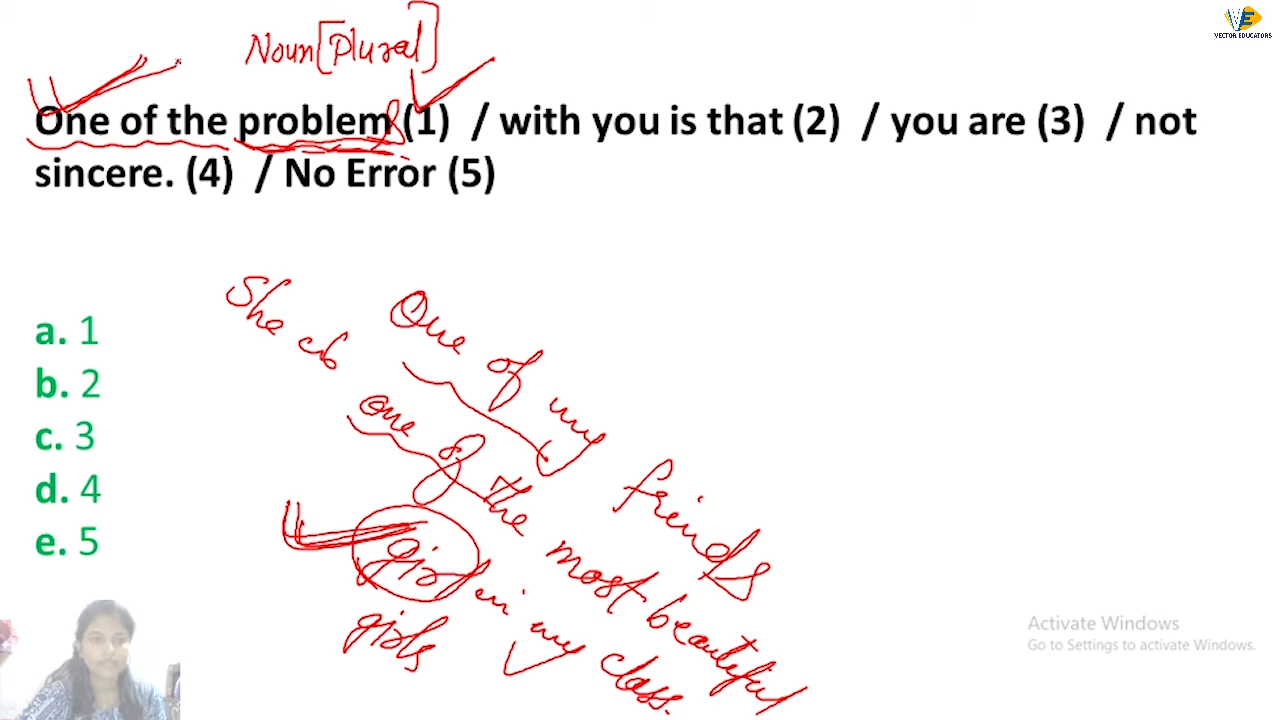 VECTOR EDUCATORS
Noun [Plural]
One of the problems (1) / with you is that (2) / you are (3) / not
sincere. (4) / No Error (5)
a. 1
b. 2
c. 3
d. 4
e. 5
One of my friends
She is one of the most beautiful
girl in my class.
girls
Activate Windows
Go to Settings to activate Windows.